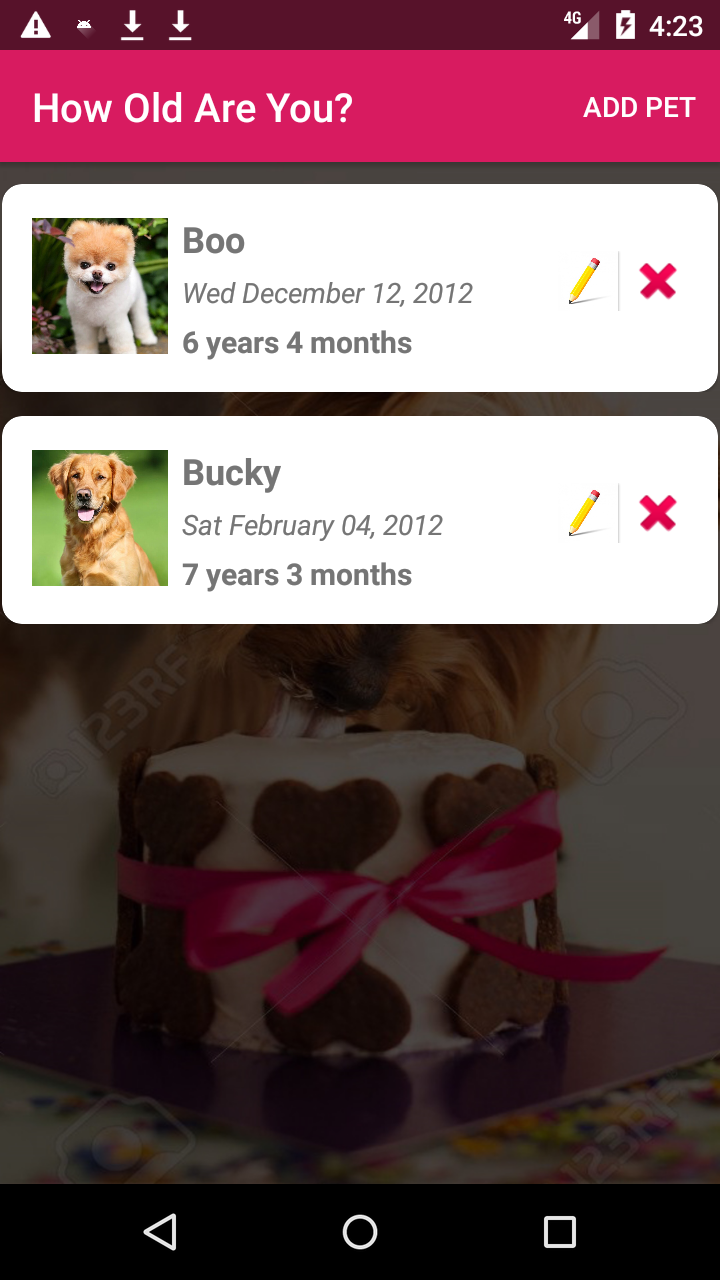 4G 4:23
How Old Are You? ADD PET
Boo
Wed December 12, 2012
6 years 4 months
Bucky
Sat February 04, 2012
7 years 3 months
123RF
123RF